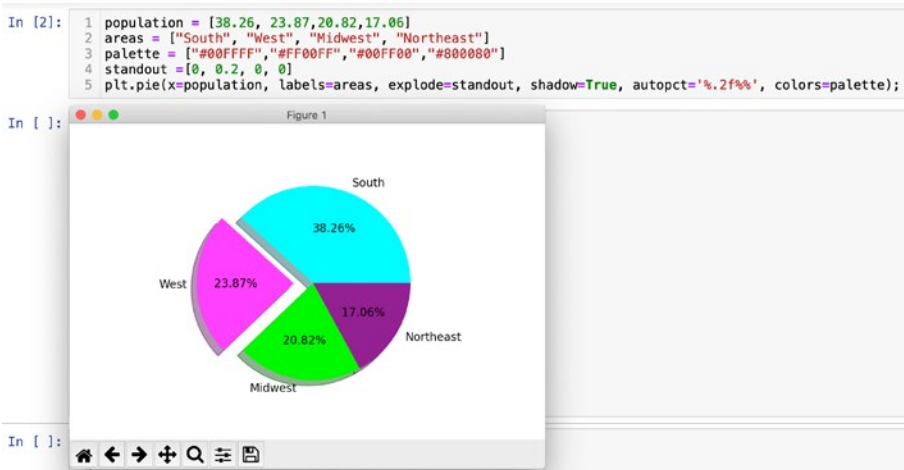 In [2]:
1 population = [38.26, 23.87,20.82,17.06]
2 areas = ["South", "West", "Midwest", "Northeast"]
3 palette = ["#00FFFF","#FF00FF","#00FF00","#800080"]
4 standout =[0, 0.2, 0, 0]
5 plt.pie(x=population, labels=areas, explode=standout, shadow=True, autopct='%.2f%%', colors=palette);
In [ ]:
Figure 1
South
38.26%
West
23.87%
17.06%
Northeast
20.82%
Midwest
In [ ]: